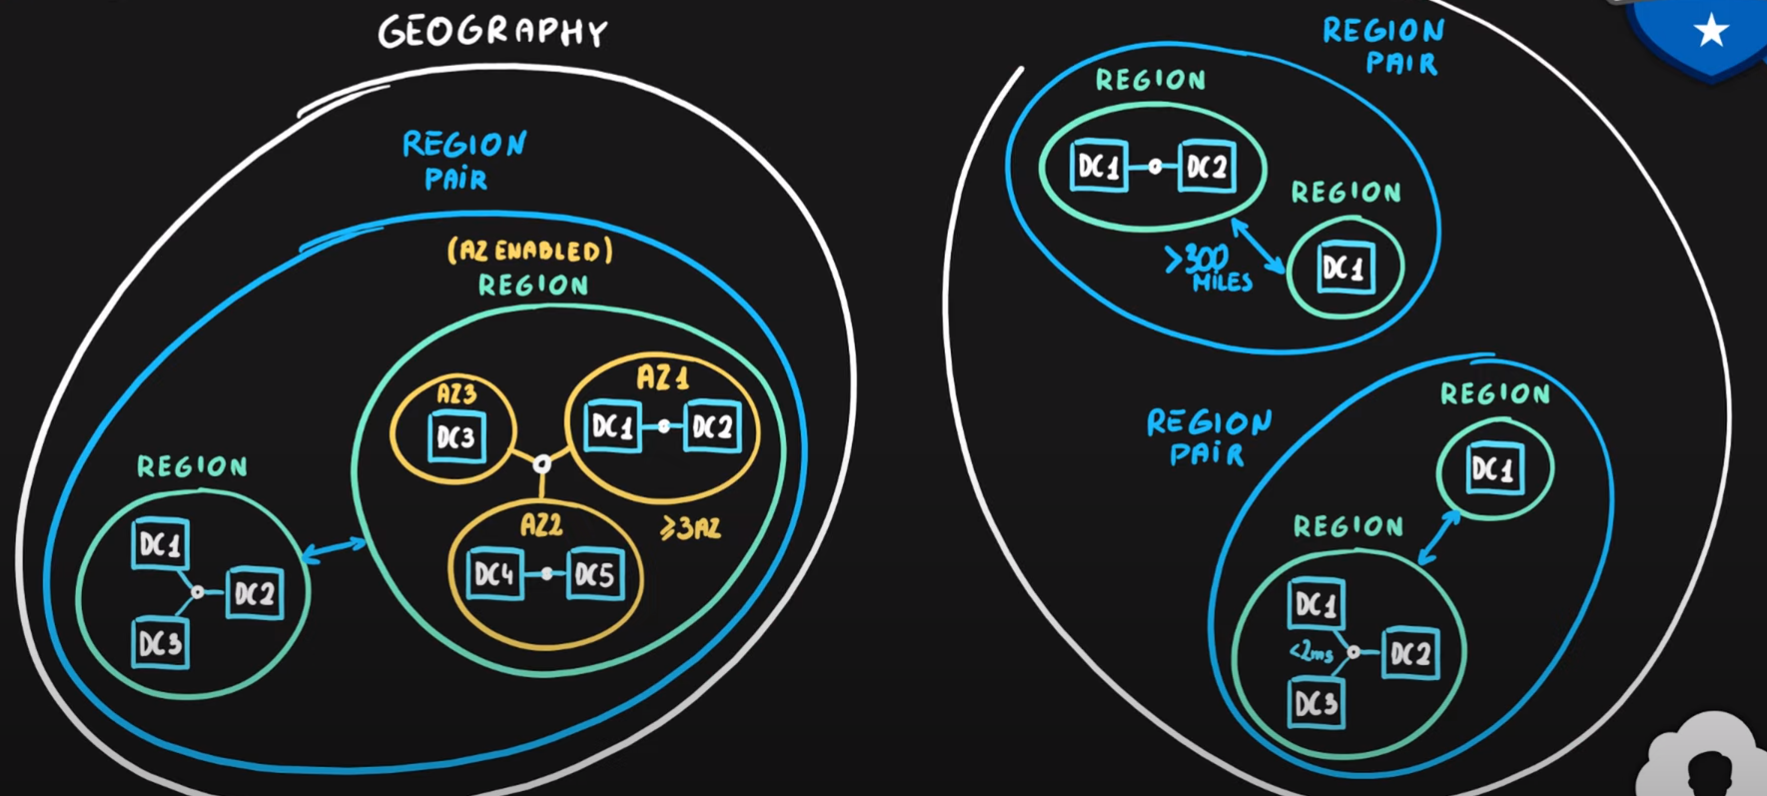 GEOGRAPHY
REGION
PAIR
(AZ ENABLED)
REGION
AZ3
DC3
AZ1
DC1
DC2
AZ2
DC4
DC5
≥3AZ
REGION
DC1
DC2
DC3
REGION
PAIR
REGION
DC1
DC2
REGION
DC1
>300
MILES
REGION
PAIR
REGION
DC1
REGION
DC1
<2ms
DC2
DC3